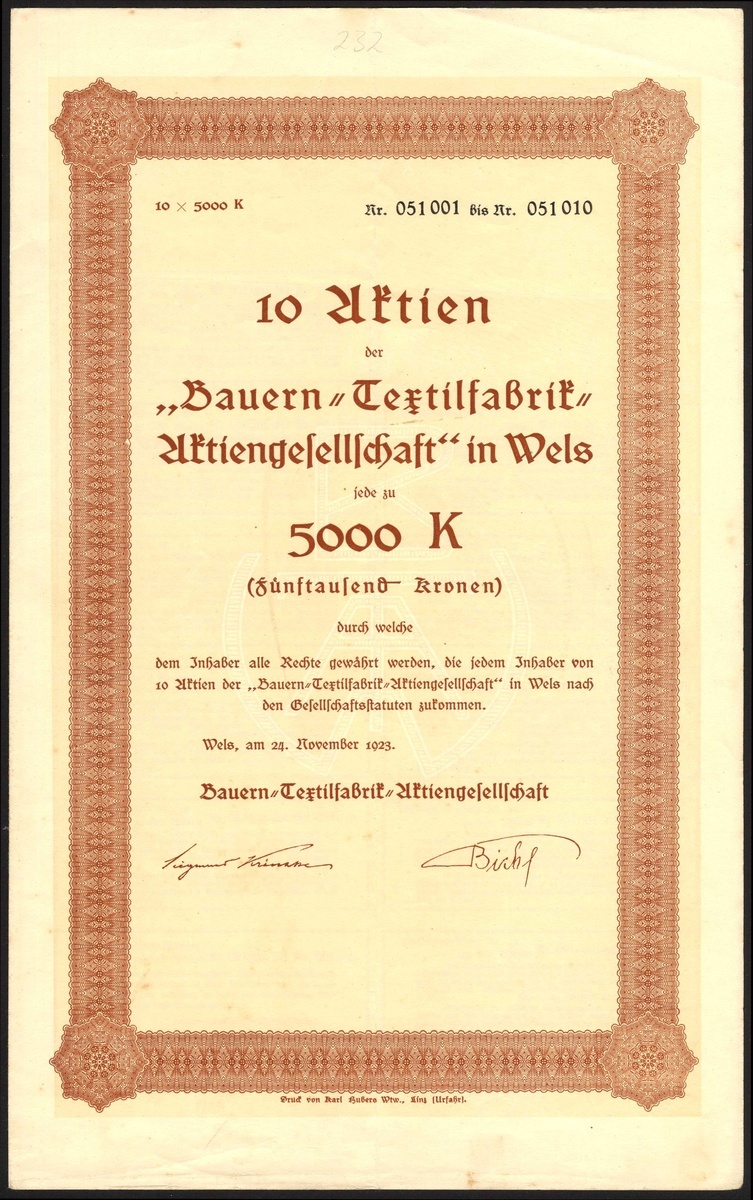 232
10 × 5000 K
Nr. 051001 bis Nr. 051010
10 Aktien
der
„Bauern-Textilfabrik-
Aktiengesellschaft“ in Wels
jede zu
5000 K
(Fünftausend Kronen)
durch welche
dem Inhaber alle Rechte gewährt werden, die jedem Inhaber von
10 Aktien der „Bauern-Textilfabrik-Aktiengesellschaft“ in Wels nach
den Gesellschaftsstatuten zukommen.
Wels, am 24. November 1923.
Bauern-Textilfabrik-Aktiengesellschaft
Druck von Karl Hubers Wtw., Linz (Urfahr).